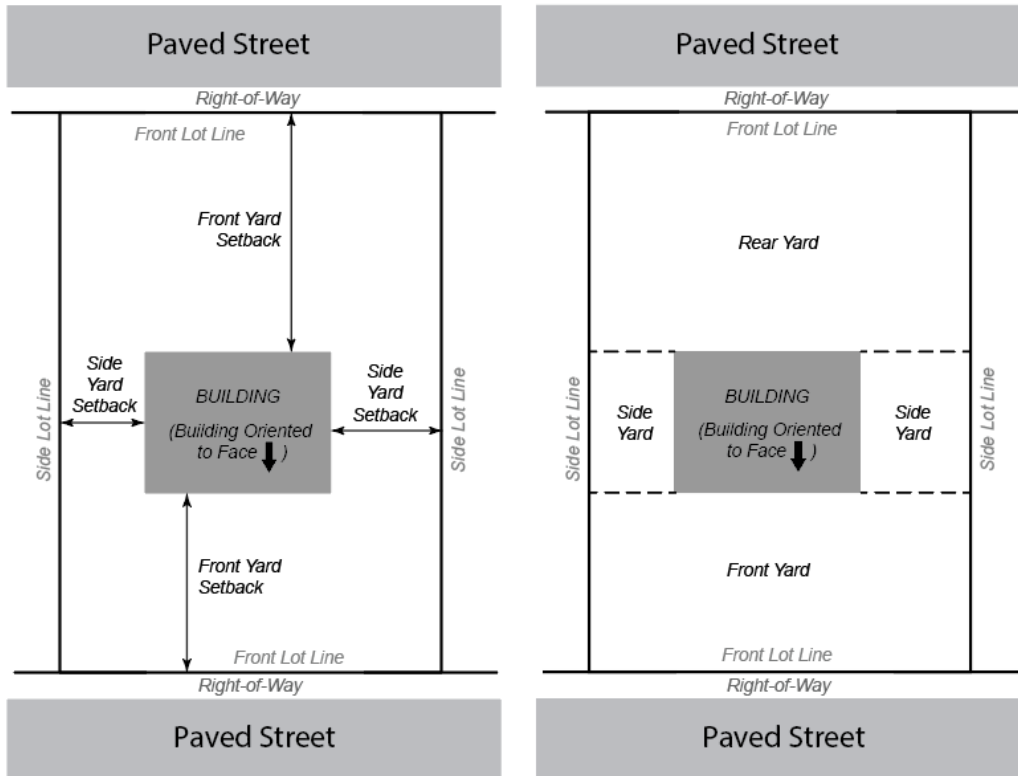 Paved Street
Right-of-Way
Front Lot Line
Front Yard
Setback
Side
Yard
Setback
Side
Yard
Setback
Side Lot Line
Side Lot Line
BUILDING
(Building Oriented
to Face )
Front Yard
Setback
Front Lot Line
Right-of-Way
Paved Street
Paved Street
Right-of-Way
Front Lot Line
Rear Yard
Side Lot Line
Side
Yard
BUILDING
(Building Oriented
to Face )
Side
Yard
Side Lot Line
Front Yard
Front Lot Line
Right-of-Way
Paved Street